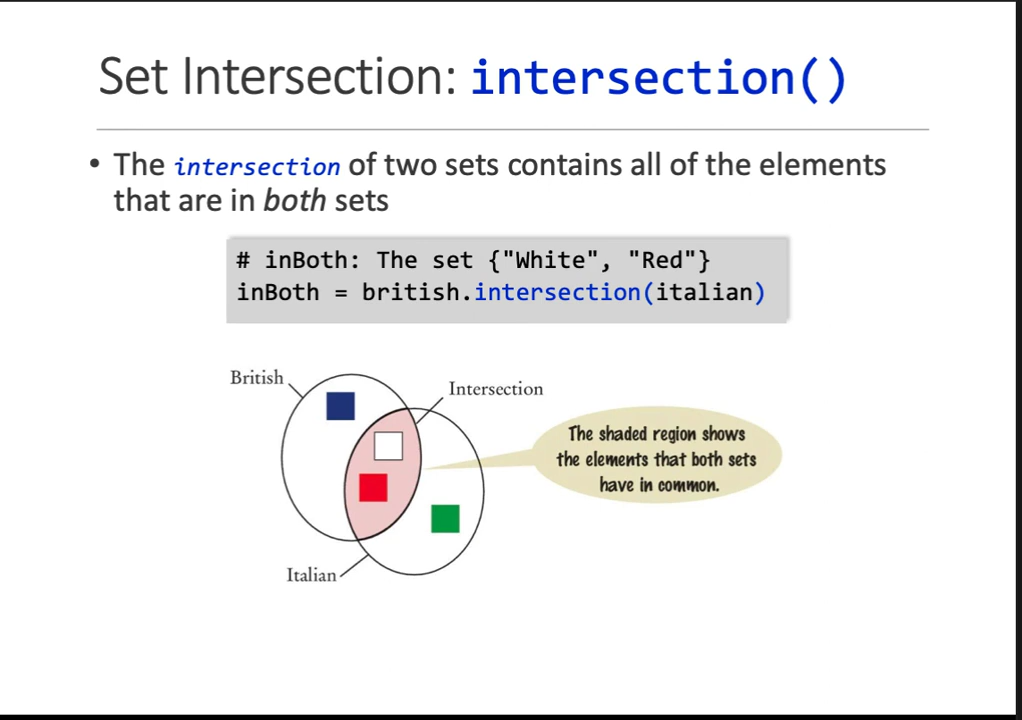 Set Intersection: intersection()
• The intersection of two sets contains all of the elements
that are in both sets
# inBoth: The set {"White", "Red"}
inBoth = british.intersection(italian)
British
Intersection
The shaded region shows
the elements that both sets
have in common.
Italian